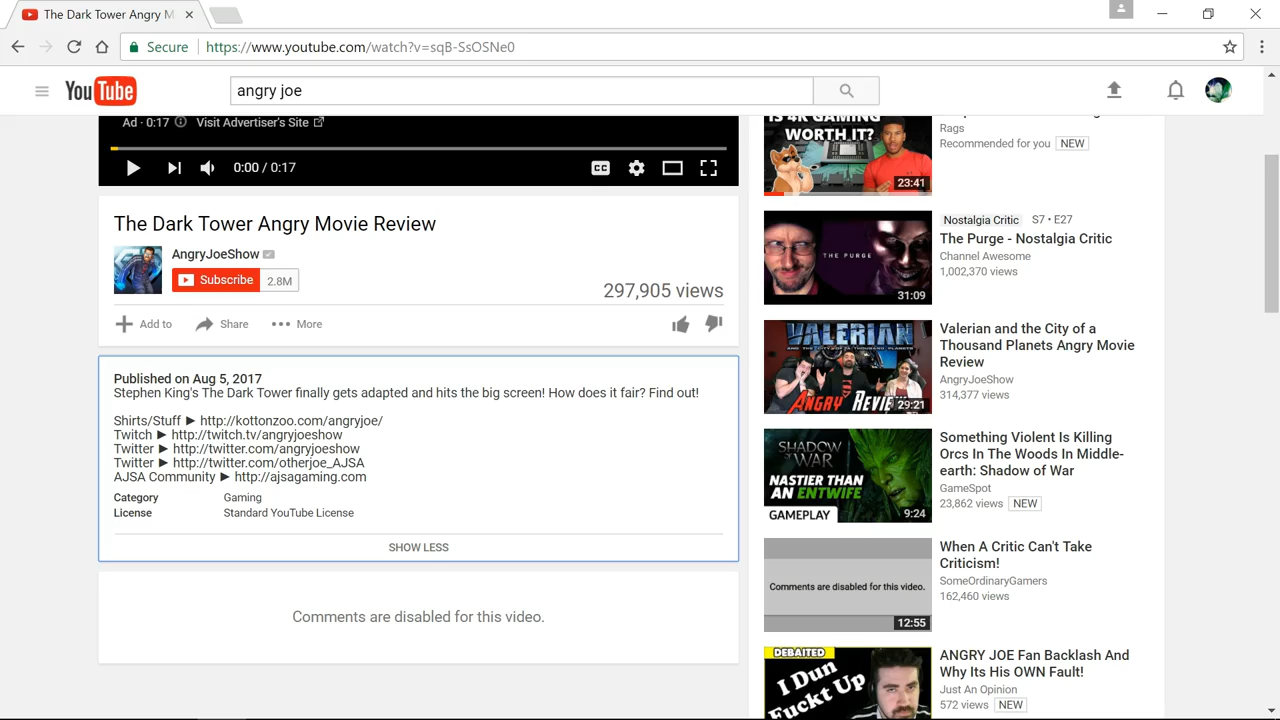 The Dark Tower Angry M
Secure
https://www.youtube.com/watch?v=sqB-SsOSNe0
YouTube
angry joe
Ad · 0:17
Visit Advertiser's Site
0:00 / 0:17
CC
The Dark Tower Angry Movie Review
AngryJoeShow
Subscribe
2.8M
297,905 views
Add to
Share
More
Published on Aug 5, 2017
Stephen King's The Dark Tower finally gets adapted and hits the big screen! How does it fair? Find out!
Shirts/Stuff ► http://kottonzoo.com/angryjoe/
Twitch ► http://twitch.tv/angryjoeshow
Twitter ► http://twitter.com/angryjoeshow
Twitter ► http://twitter.com/otherjoe_AJSA
AJSA Community ► http://ajsagaming.com
Category Gaming
License Standard YouTube License
SHOW LESS
Comments are disabled for this video.
IS 4K GAMING
WORTH IT?
23:41
Rags
Recommended for you NEW
THE PURGE
31:09
Nostalgia Critic S7 • E27
The Purge - Nostalgia Critic
Channel Awesome
1,002,370 views
VALERIAN
ANGRY REVIEW
29:21
Valerian and the City of a
Thousand Planets Angry Movie
Review
AngryJoeShow
314,377 views
SHADOW
OF WAR
NASTIER THAN
AN ENTWIFE
GAMEPLAY
9:24
Something Violent Is Killing
Orcs In The Woods In Middle-
earth: Shadow of War
GameSpot
23,862 views NEW
Comments are disabled for this video.
12:55
When A Critic Can't Take
Criticism!
SomeOrdinaryGamers
162,460 views
DEBAITED
I Dun
Fuckt Up
ANGRY JOE Fan Backlash And
Why Its His OWN Fault!
Just An Opinion
572 views NEW